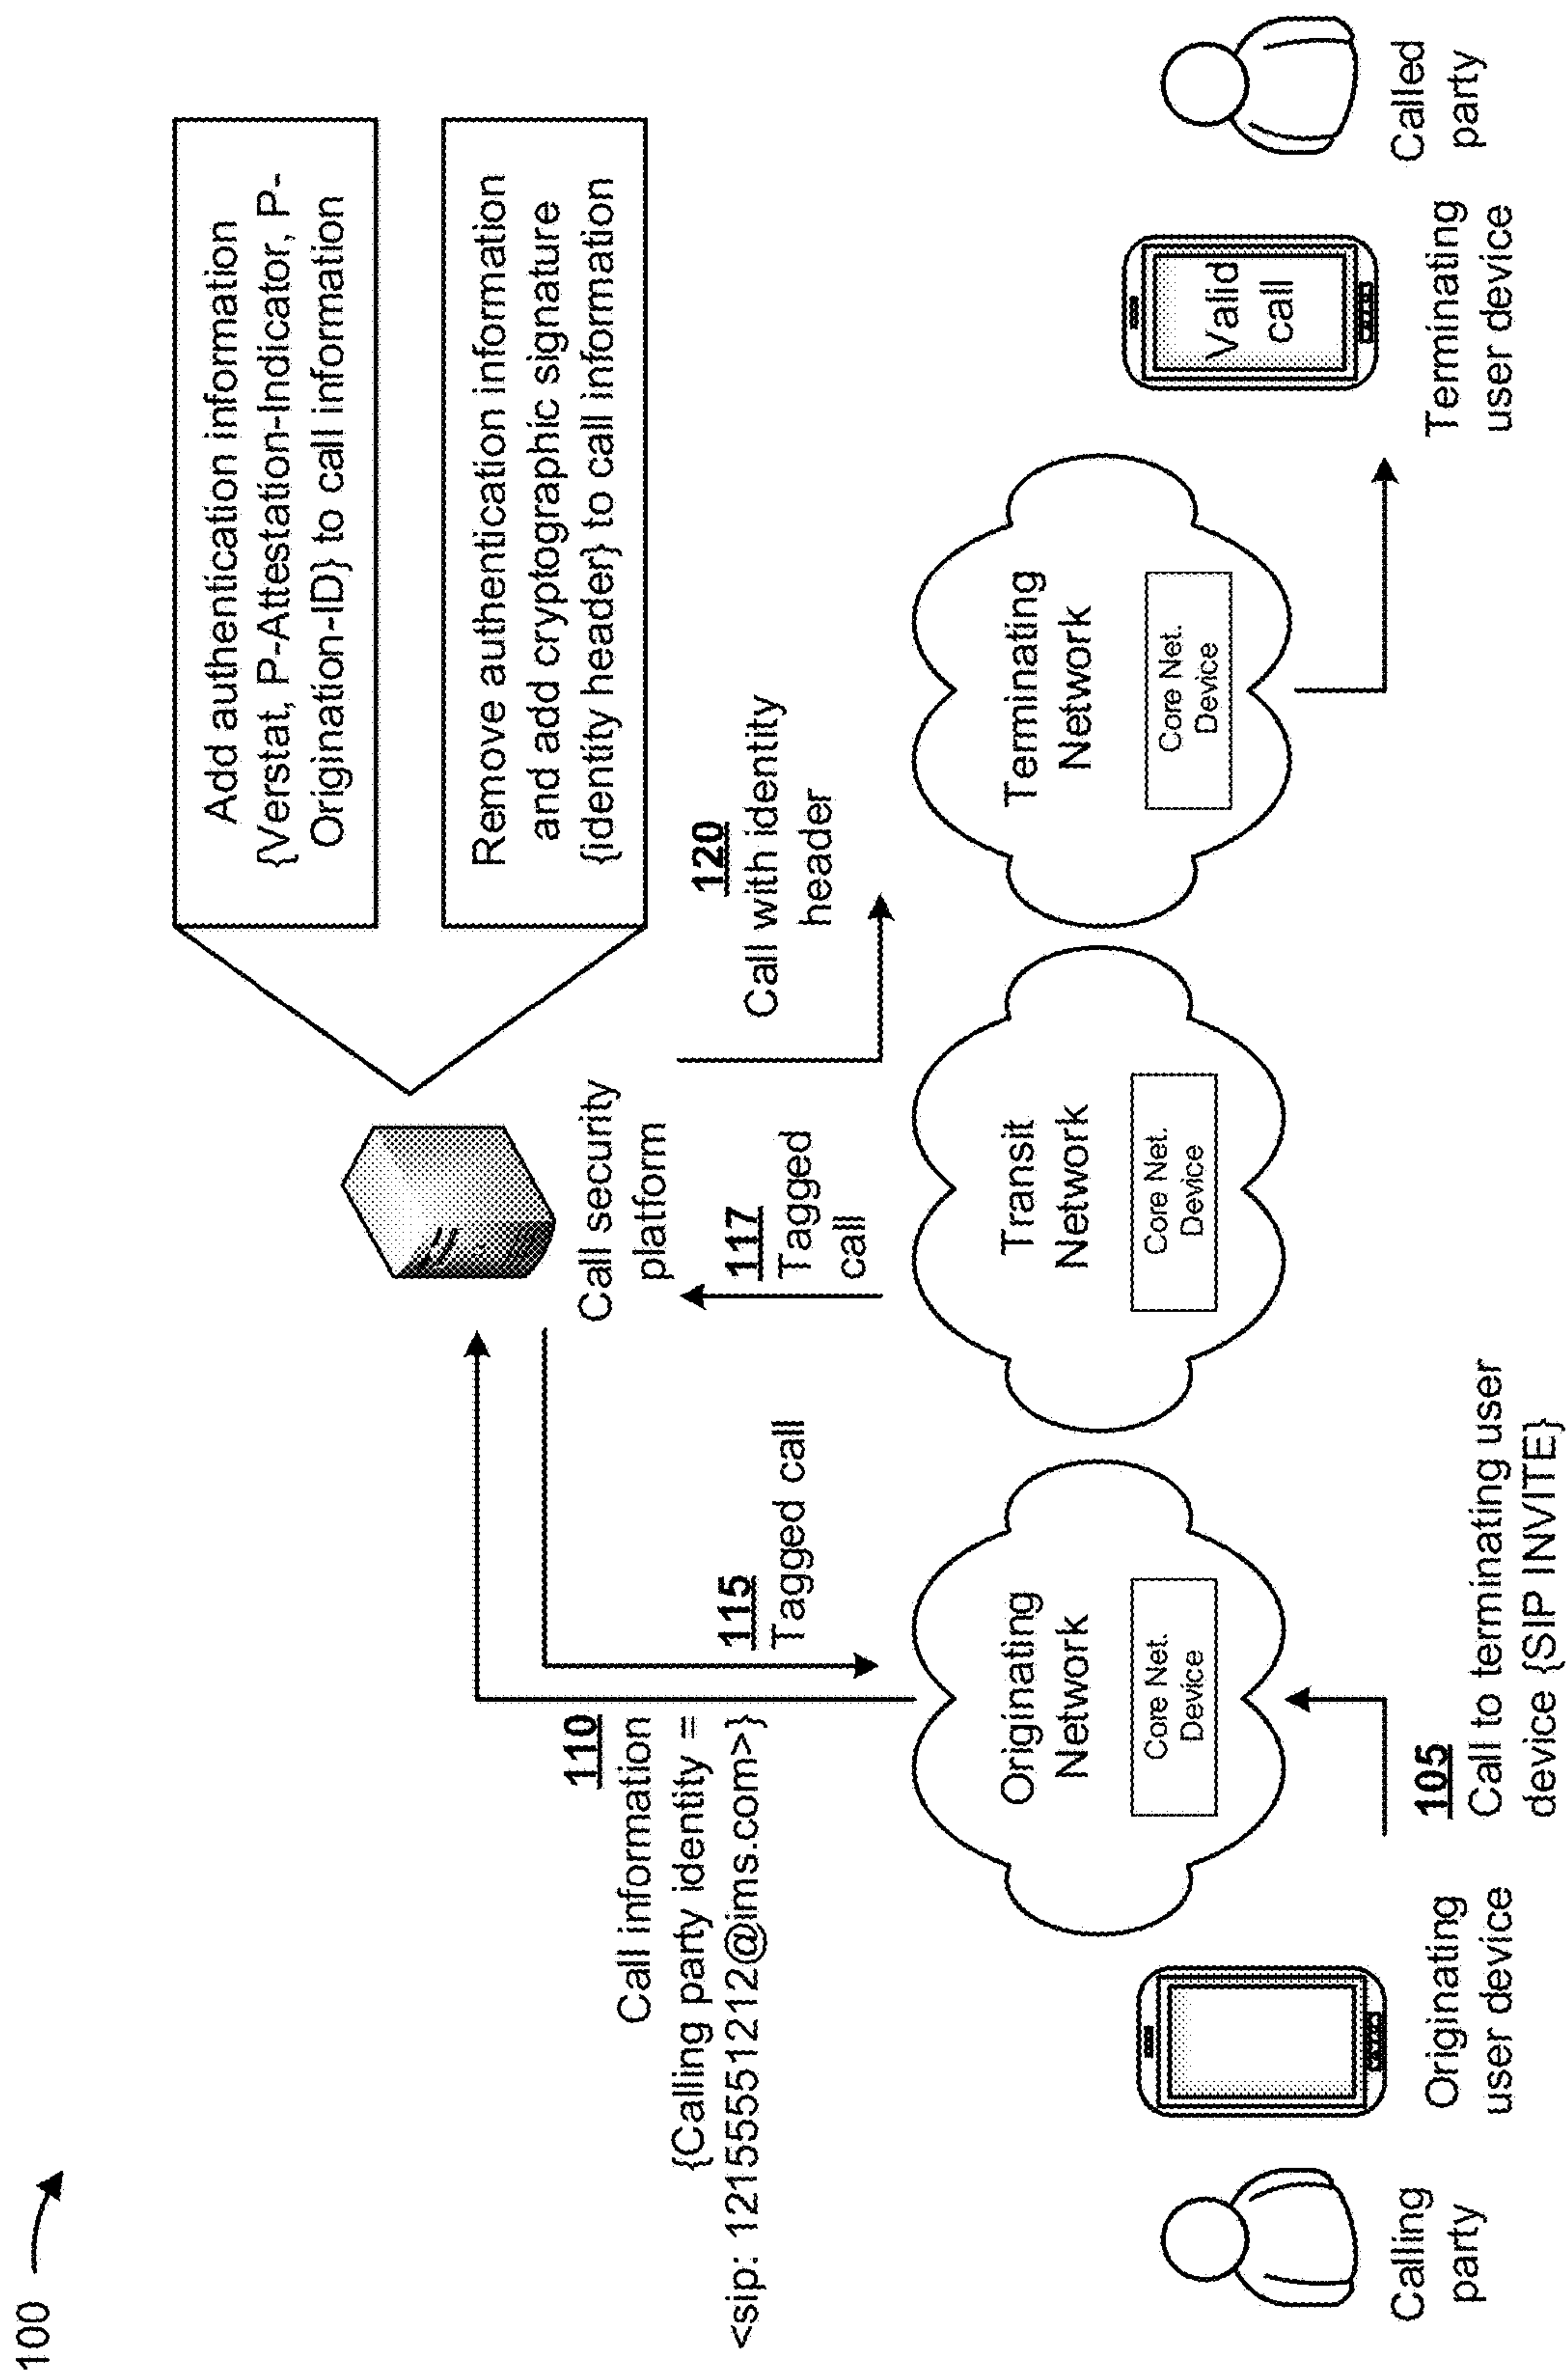 100
Add authentication information
{Verstat, P-Attestation-Indicator, P-
Origination-ID} to call information
Remove authentication information
and add cryptographic signature
{identity header} to call information
Call security
platform
110
Call information
{Calling party identity =
<sip: 12155551212@ims.com>}
115
Tagged call
117
Tagged
call
120
Call with identity
header
Originating
Network
Core Net.
Device
Transit
Network
Core Net.
Device
Terminating
Network
Core Net.
Device
Calling
party
Originating
user device
105
Call to terminating user
device {SIP INVITE}
Valid
call
Terminating
user device
Called
party